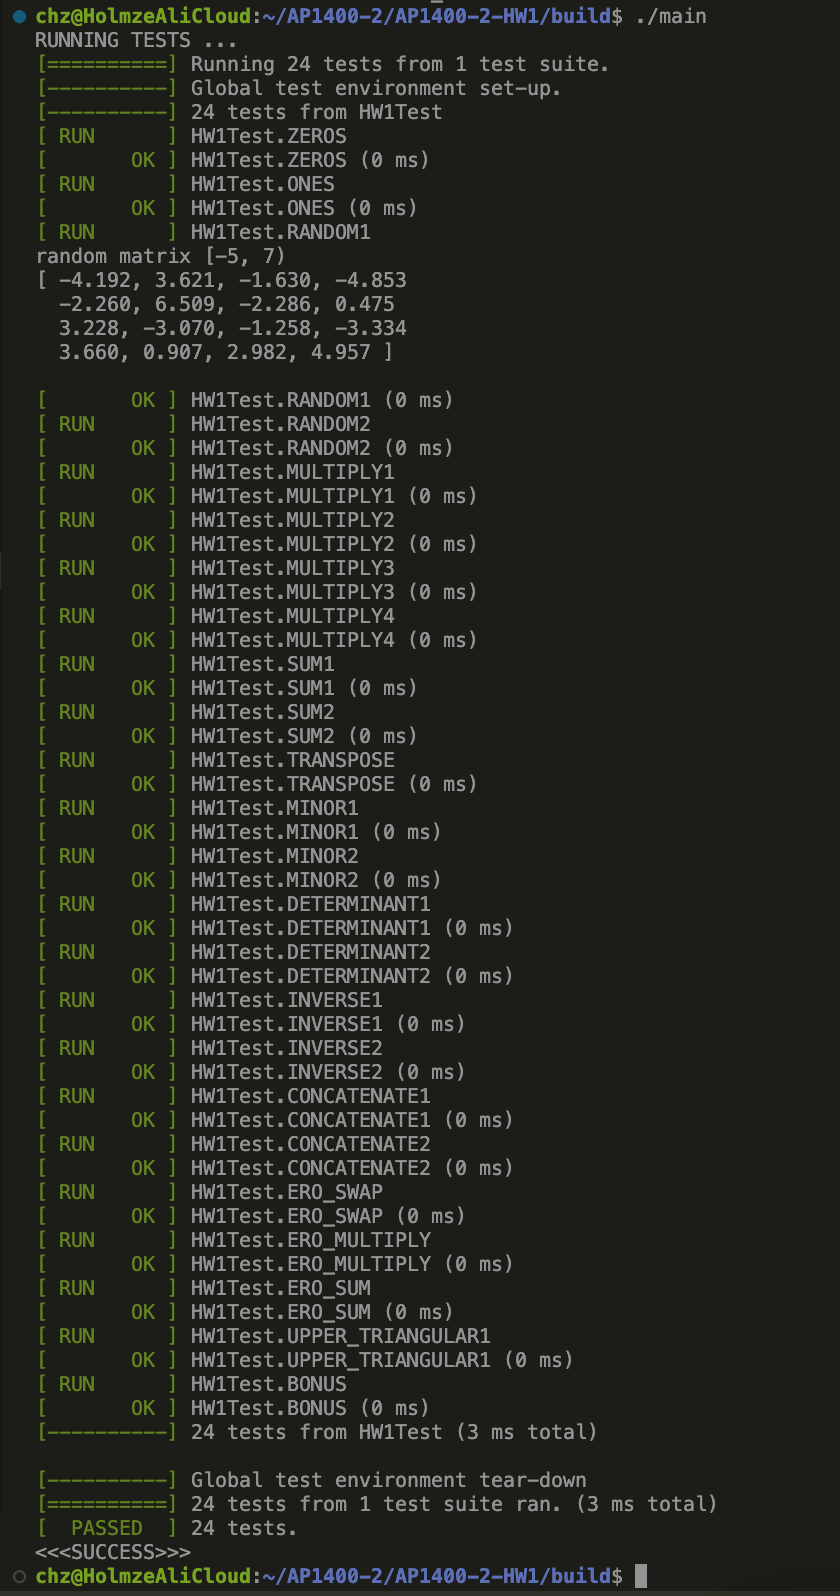 chz@HolmzeAliCloud:~/AP1400-2/AP1400-2-HW1/build$ ./main
RUNNING TESTS ...
[==========] Running 24 tests from 1 test suite.
[----------] Global test environment set-up.
[----------] 24 tests from HW1Test
[ RUN      ] HW1Test.ZEROS
[       OK ] HW1Test.ZEROS (0 ms)
[ RUN      ] HW1Test.ONES
[       OK ] HW1Test.ONES (0 ms)
[ RUN      ] HW1Test.RANDOM1
random matrix [-5, 7)
[ -4.192, 3.621, -1.630, -4.853
  -2.260, 6.509, -2.286, 0.475
  3.228, -3.070, -1.258, -3.334
  3.660, 0.907, 2.982, 4.957 ]
[       OK ] HW1Test.RANDOM1 (0 ms)
[ RUN      ] HW1Test.RANDOM2
[       OK ] HW1Test.RANDOM2 (0 ms)
[ RUN      ] HW1Test.MULTIPLY1
[       OK ] HW1Test.MULTIPLY1 (0 ms)
[ RUN      ] HW1Test.MULTIPLY2
[       OK ] HW1Test.MULTIPLY2 (0 ms)
[ RUN      ] HW1Test.MULTIPLY3
[       OK ] HW1Test.MULTIPLY3 (0 ms)
[ RUN      ] HW1Test.MULTIPLY4
[       OK ] HW1Test.MULTIPLY4 (0 ms)
[ RUN      ] HW1Test.SUM1
[       OK ] HW1Test.SUM1 (0 ms)
[ RUN      ] HW1Test.SUM2
[       OK ] HW1Test.SUM2 (0 ms)
[ RUN      ] HW1Test.TRANSPOSE
[       OK ] HW1Test.TRANSPOSE (0 ms)
[ RUN      ] HW1Test.MINOR1
[       OK ] HW1Test.MINOR1 (0 ms)
[ RUN      ] HW1Test.MINOR2
[       OK ] HW1Test.MINOR2 (0 ms)
[ RUN      ] HW1Test.DETERMINANT1
[       OK ] HW1Test.DETERMINANT1 (0 ms)
[ RUN      ] HW1Test.DETERMINANT2
[       OK ] HW1Test.DETERMINANT2 (0 ms)
[ RUN      ] HW1Test.INVERSE1
[       OK ] HW1Test.INVERSE1 (0 ms)
[ RUN      ] HW1Test.INVERSE2
[       OK ] HW1Test.INVERSE2 (0 ms)
[ RUN      ] HW1Test.CONCATENATE1
[       OK ] HW1Test.CONCATENATE1 (0 ms)
[ RUN      ] HW1Test.CONCATENATE2
[       OK ] HW1Test.CONCATENATE2 (0 ms)
[ RUN      ] HW1Test.ERO_SWAP
[       OK ] HW1Test.ERO_SWAP (0 ms)
[ RUN      ] HW1Test.ERO_MULTIPLY
[       OK ] HW1Test.ERO_MULTIPLY (0 ms)
[ RUN      ] HW1Test.ERO_SUM
[       OK ] HW1Test.ERO_SUM (0 ms)
[ RUN      ] HW1Test.UPPER_TRIANGULAR1
[       OK ] HW1Test.UPPER_TRIANGULAR1 (0 ms)
[ RUN      ] HW1Test.BONUS
[       OK ] HW1Test.BONUS (0 ms)
[----------] 24 tests from HW1Test (3 ms total)
[----------] Global test environment tear-down
[==========] 24 tests from 1 test suite ran. (3 ms total)
[  PASSED  ] 24 tests.
<<<SUCCESS>>>
chz@HolmzeAliCloud:~/AP1400-2/AP1400-2-HW1/build$